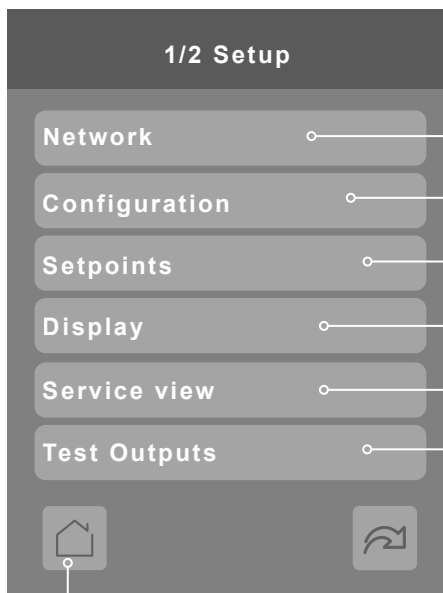 1/2 Setup
Network
Configuration
Setpoints
Display
Service view
Test Outputs